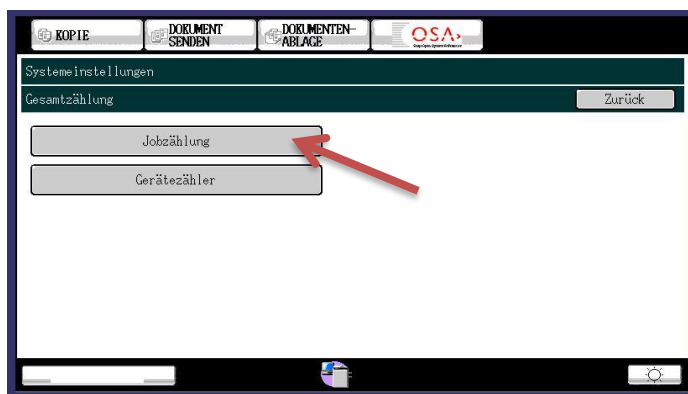 KOPIE
DOKUMENT
SENDEN
DOKUMENTEN-
ABLAGE
OSA
Systemeinstellungen
Gesamtzählung
Zurück
Jobzählung
Gerätezähler